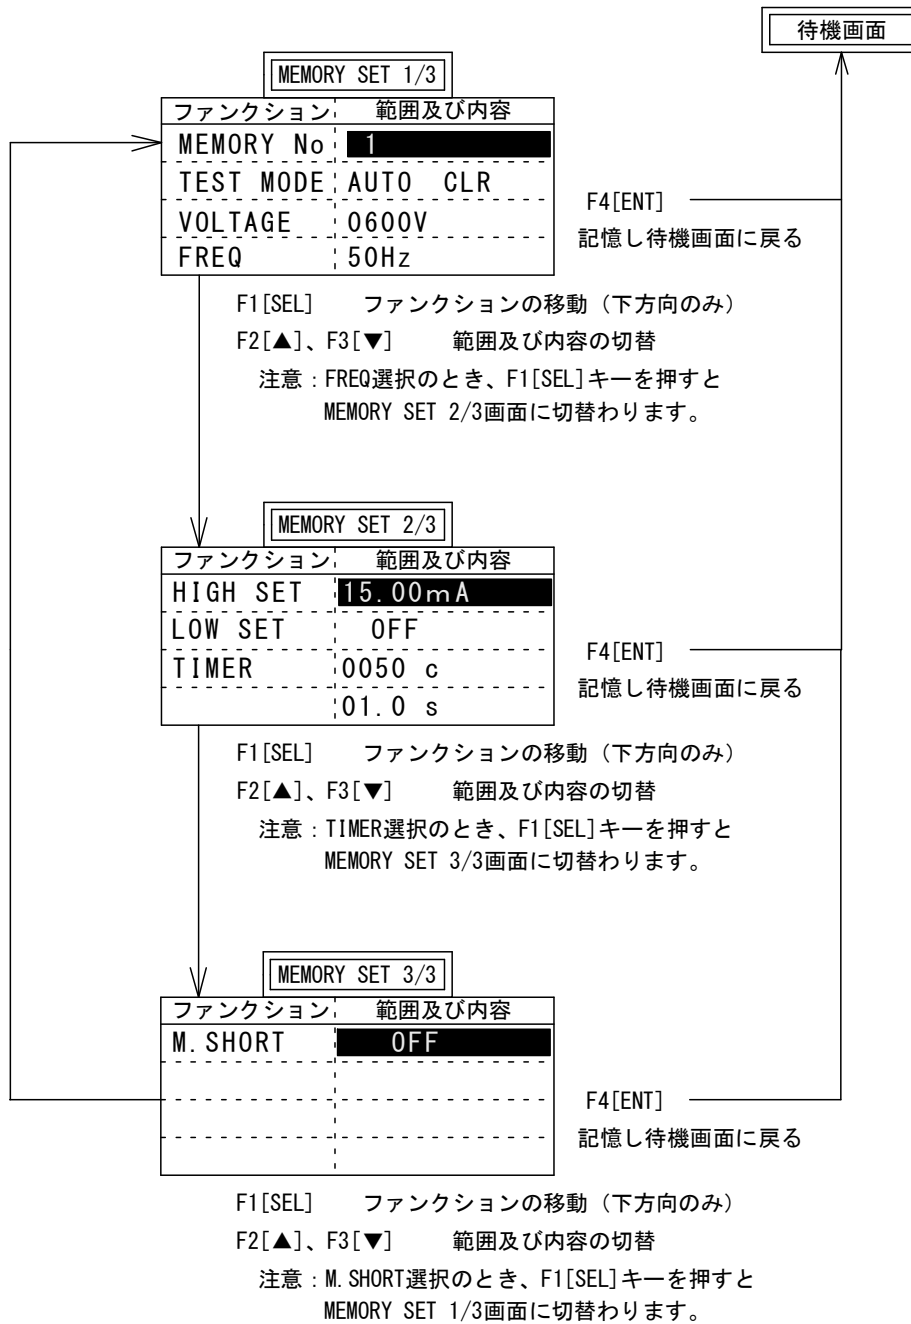 待機画面
MEMORY SET 1/3
ファンクション 範囲及び内容
MEMORY No 1
TEST MODE AUTO CLR
VOLTAGE 0600V
FREQ 50Hz
F4[ENT]
記憶し待機画面に戻る
F1[SEL] ファンクションの移動（下方向のみ）
F2[▲]、F3[▼] 範囲及び内容の切替
注意：FREQ選択のとき、F1[SEL]キーを押すと
MEMORY SET 2/3画面に切替わります。
MEMORY SET 2/3
ファンクション 範囲及び内容
HIGH SET 15.00mA
LOW SET OFF
TIMER 0050 c
01.0 s
F4[ENT]
記憶し待機画面に戻る
F1[SEL] ファンクションの移動（下方向のみ）
F2[▲]、F3[▼] 範囲及び内容の切替
注意：TIMER選択のとき、F1[SEL]キーを押すと
MEMORY SET 3/3画面に切替わります。
MEMORY SET 3/3
ファンクション 範囲及び内容
M.SHORT OFF
F4[ENT]
記憶し待機画面に戻る
F1[SEL] ファンクションの移動（下方向のみ）
F2[▲]、F3[▼] 範囲及び内容の切替
注意：M.SHORT選択のとき、F1[SEL]キーを押すと
MEMORY SET 1/3画面に切替わります。